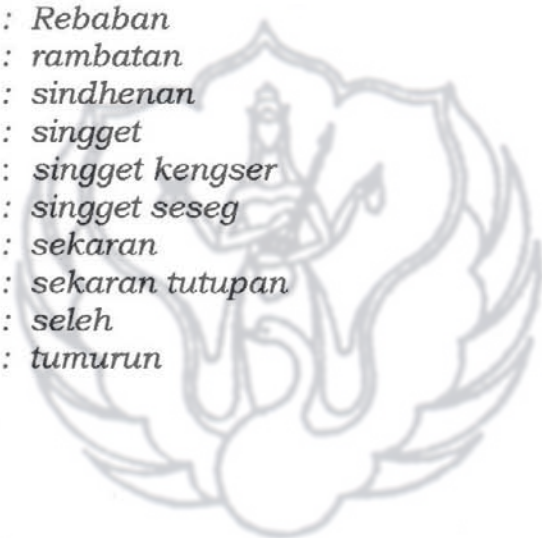 : Rebaban
: rambatan
: sindhenan
: singget
: singget kengser
: singget seseg
: sekaran
: sekaran tutupan
: seleh
: tumurun